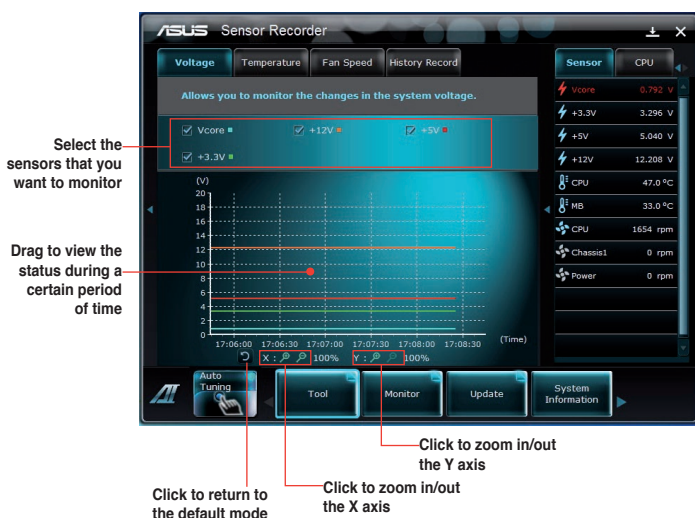 ASUS Sensor Recorder
Voltage Temperature Fan Speed History Record
Allows you to monitor the changes in the system voltage.
Vcore +12V +5V
+3.3V
Select the
sensors that you
want to monitor
(V)
20
18
16
14
12
10
8
6
4
2
0
17:06:00 17:06:30 17:07:00 17:07:30 17:08:00 17:08:30 (Time)
X : 100% Y : 100%
Drag to view the
status during a
certain period
of time
Sensor CPU
Vcore 0.792 V
+3.3V 3.296 V
+5V 5.040 V
+12V 12.208 V
CPU 47.0 ºC
MB 33.0 ºC
CPU 1654 rpm
Chassis1 0 rpm
Power 0 rpm
Auto
Tuning
Tool
Monitor
Update
System
Information
Click to zoom in/out
the Y axis
Click to zoom in/out
the X axis
Click to return to
the default mode